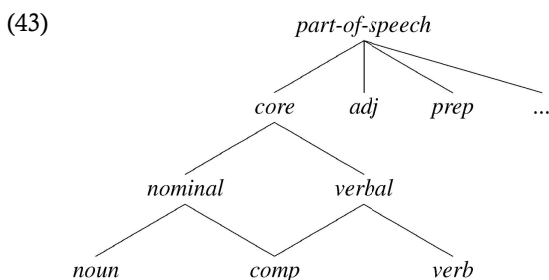 (43) part-of-speech
core adj prep ...
nominal verbal
noun comp verb